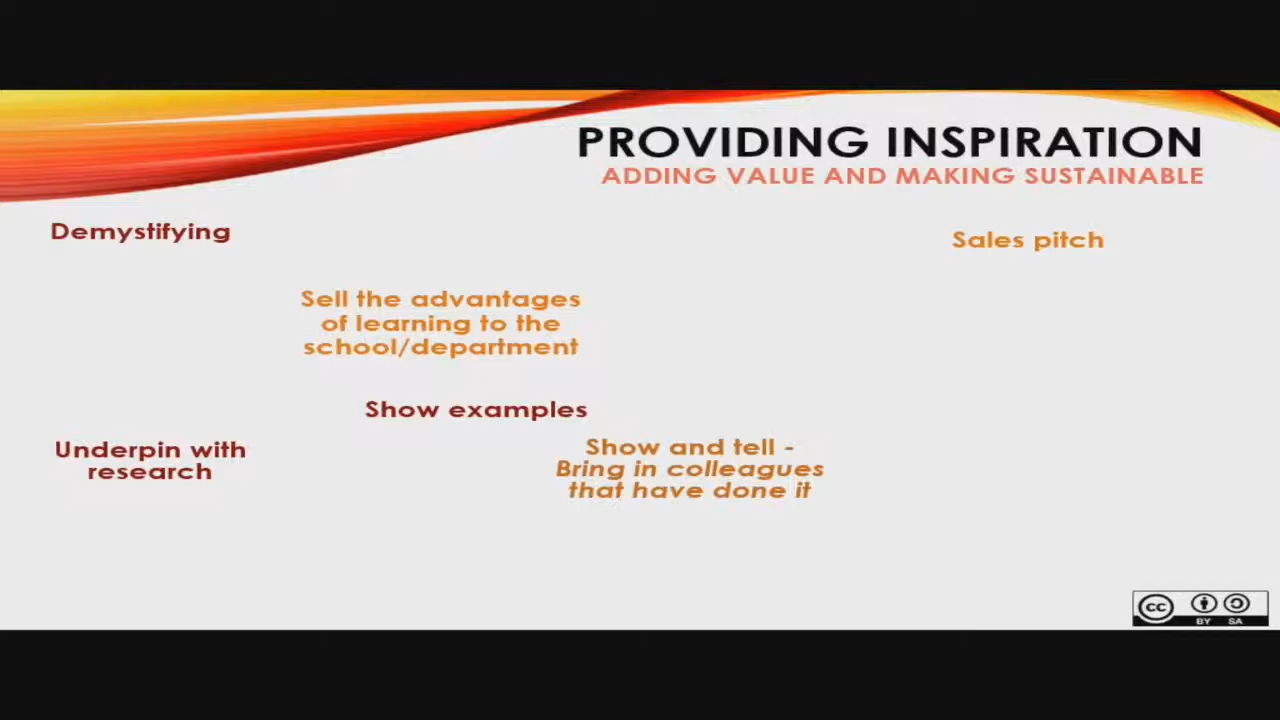 PROVIDING INSPIRATION
ADDING VALUE AND MAKING SUSTAINABLE
Demystifying
Sales pitch
Sell the advantages
of learning to the
school/department
Show examples
Underpin with
research
Show and tell -
Bring in colleagues
that have done it
cc
BY SA